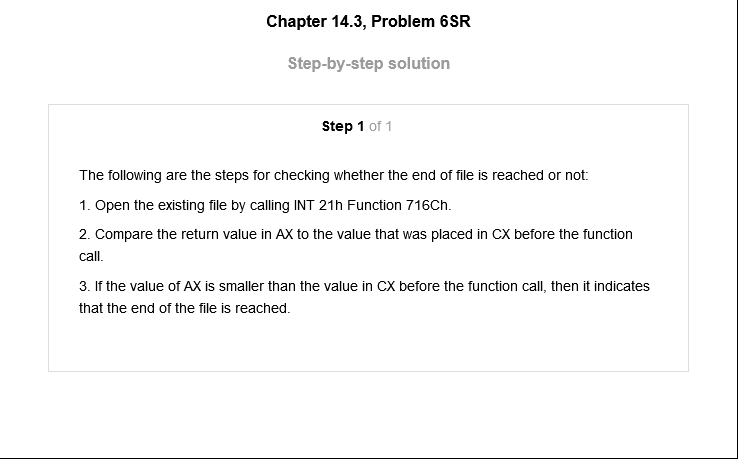 Chapter 14.3, Problem 6SR
Step-by-step solution
Step 1 of 1
The following are the steps for checking whether the end of file is reached or not:
1. Open the existing file by calling INT 21h Function 716Ch.
2. Compare the return value in AX to the value that was placed in CX before the function
call.
3. If the value of AX is smaller than the value in CX before the function call, then it indicates
that the end of the file is reached.